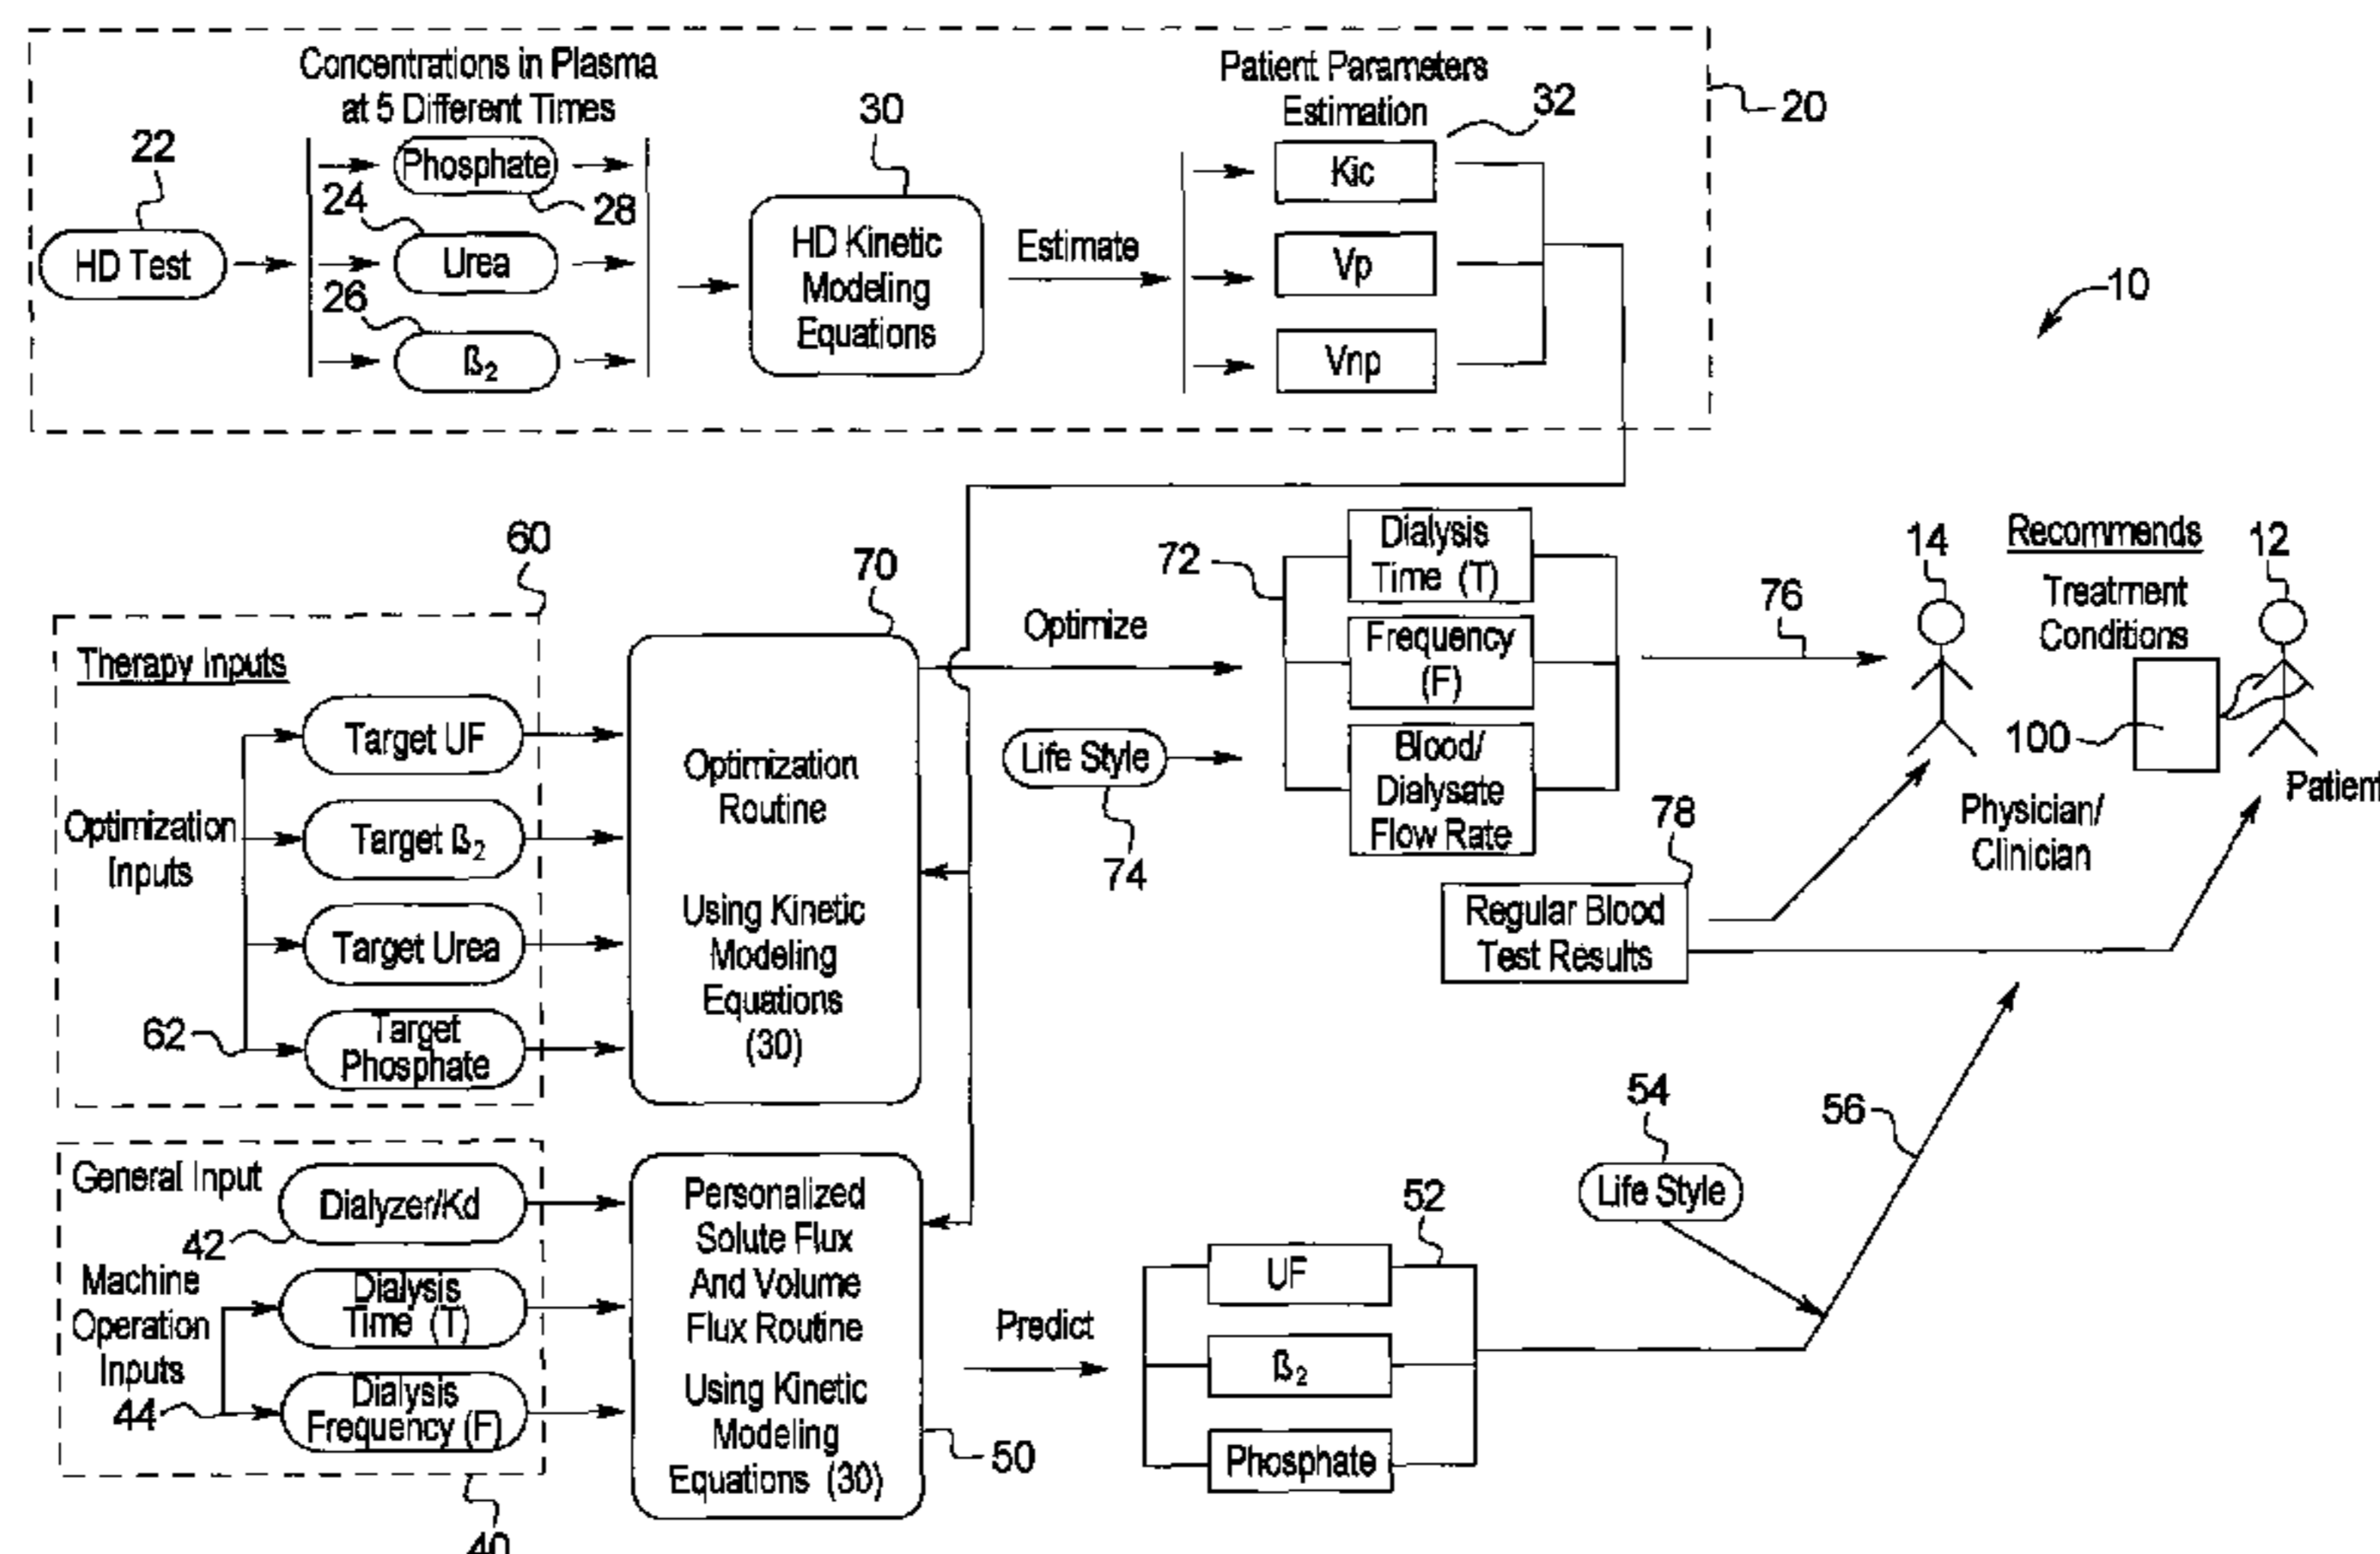 Concentrations in Plasma
at 5 Different Times
Patient Parameters
Estimation
32
20
22
30
Phosphate
24
28
Kic
HD Test
Urea
HD Kinetic
Modeling
Equations
Estimate
Vp
10
26
ß2
Vnp
60
70
72
Dialysis
Time (T)
14
Recommends
12
Treatment
Conditions
Optimize
76
Therapy Inputs
Frequency
(F)
Target UF
Optimization
Routine
Life Style
Blood/
Dialysate
Flow Rate
100
Patient
Optimization
Inputs
Target ß2
74
78
Physician/
Clinician
Using Kinetic
Modeling
Equations
(30)
Target Urea
Regular Blood
Test Results
62
Target
Phosphate
54
56
General Input
Dialyzer/Kd
Personalized
Solute Flux
And Volume
Flux Routine
Life Style
52
42
Machine
Operation
Inputs
Dialysis
Time (T)
UF
Predict
44
Dialysis
Frequency (F)
Using Kinetic
Modeling
Equations (30)
ß2
50
Phosphate
40